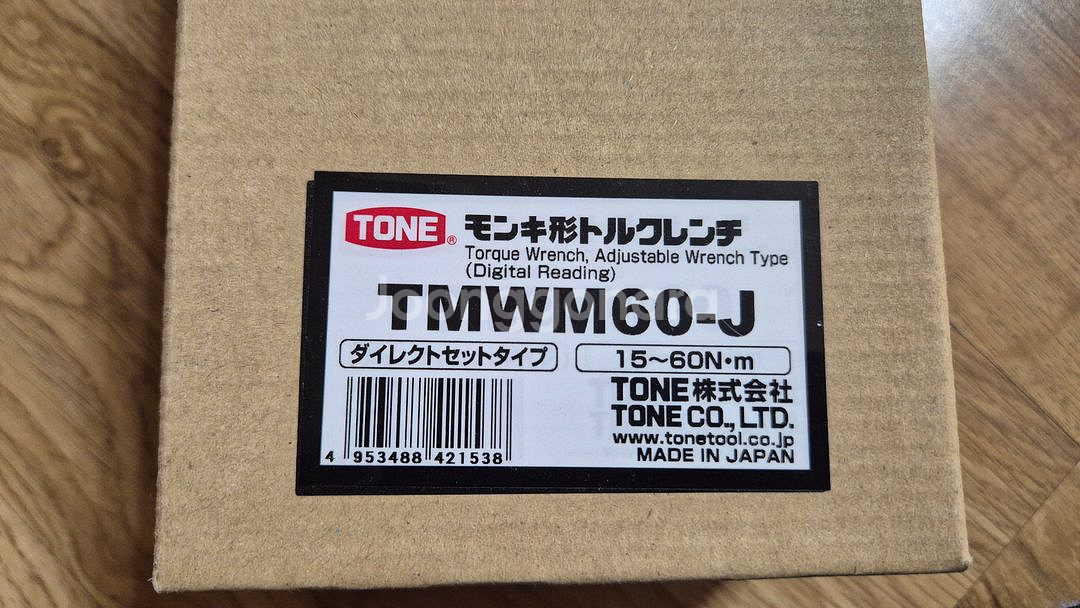 TONE® モンキ形トルクレンチ
Torque Wrench, Adjustable Wrench Type
(Digital Reading)
Joonggonara
TMWM60-J
ダイレクトセットタイプ
15〜60N・m
TONE株式会社
TONE CO.,LTD.
www.tonetool.co.jp
MADE IN JAPAN
4 953488 421538